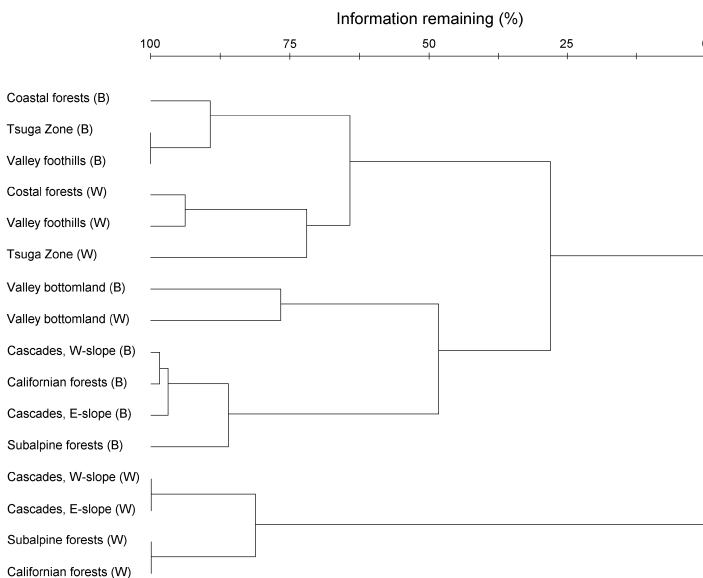 Information remaining (%)
100 75 50 25
Coastal forests (B)
Tsuga Zone (B)
Valley foothills (B)
Costal forests (W)
Valley foothills (W)
Tsuga Zone (W)
Valley bottomland (B)
Valley bottomland (W)
Cascades, W-slope (B)
Californian forests (B)
Cascades, E-slope (B)
Subalpine forests (B)
Cascades, W-slope (W)
Cascades, E-slope (W)
Subalpine forests (W)
Californian forests (W)